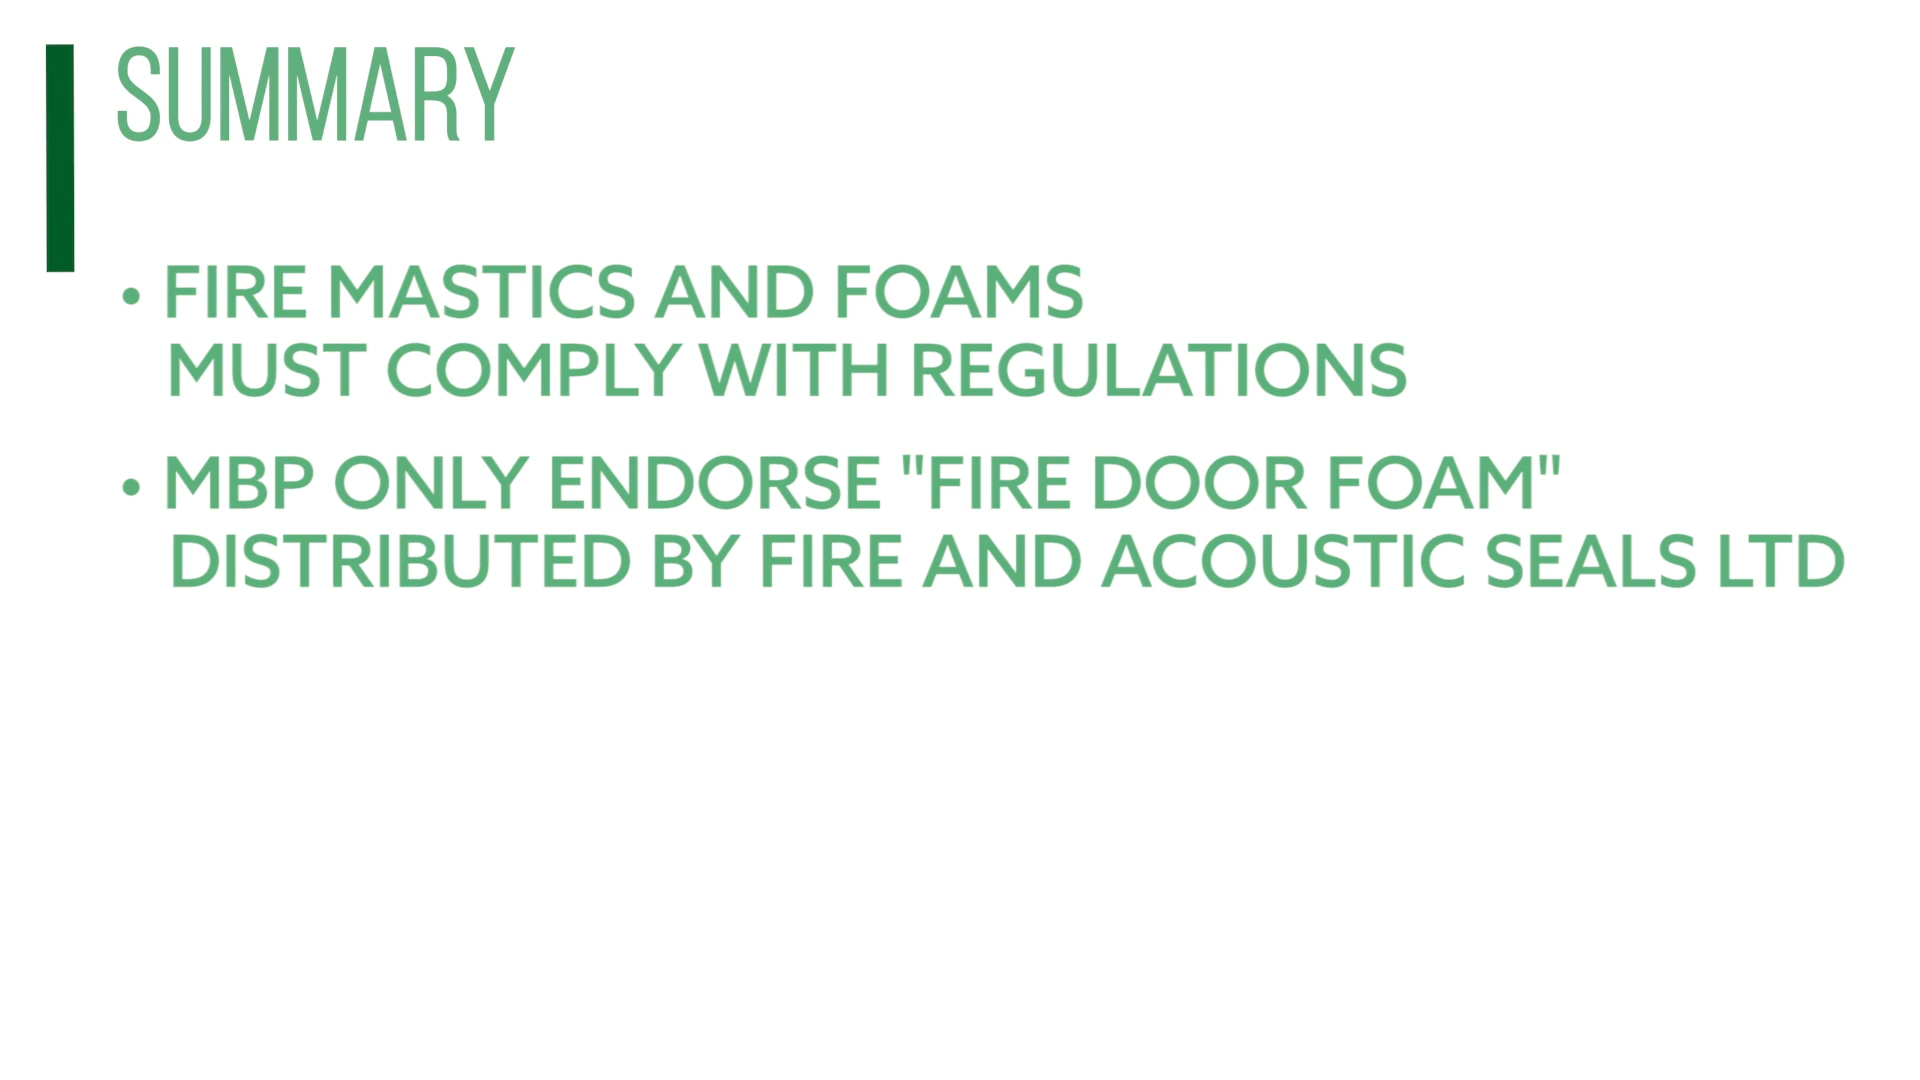 SUMMARY
• FIRE MASTICS AND FOAMS
MUST COMPLY WITH REGULATIONS
• MBP ONLY ENDORSE "FIRE DOOR FOAM"
DISTRIBUTED BY FIRE AND ACOUSTIC SEALS LTD